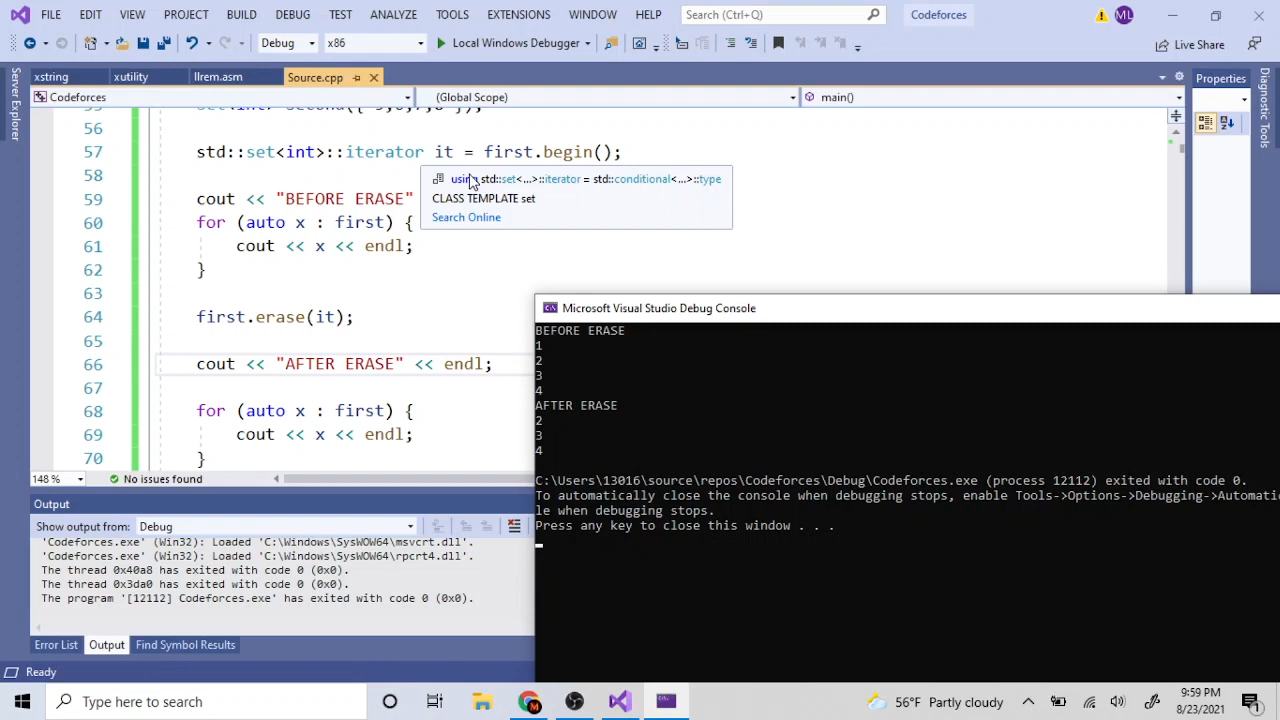 FILE EDIT VIEW PROJECT BUILD DEBUG TEST ANALYZE TOOLS EXTENSIONS WINDOW HELP Search (Ctrl+Q) Codeforces ML
Debug x86 Local Windows Debugger Live Share
Server Explorer
xstring xutility llrem.asm Source.cpp
Codeforces (Global Scope) main()
Properties
Diagnostic Tools
56
57 std::set<int>::iterator it = first.begin();
58
using std::set<...>::iterator = std::conditional<...>::type
CLASS TEMPLATE set
Search Online
59 cout << "BEFORE ERASE"
60 for (auto x : first) {
61 cout << x << endl;
62 }
63
64 first.erase(it);
65
66 cout << "AFTER ERASE" << endl;
67
68 for (auto x : first) {
69 cout << x << endl;
70 }
148 % No issues found
Output
Show output from: Debug
'Codeforces.exe' (Win32): Loaded 'C:\Windows\SysWOW64\msvcrt.dll'.
'Codeforces.exe' (Win32): Loaded 'C:\Windows\SysWOW64\rpcrt4.dll'.
The thread 0x40a8 has exited with code 0 (0x0).
The thread 0x3da0 has exited with code 0 (0x0).
The program '[12112] Codeforces.exe' has exited with code 0 (0x0).
Error List Output Find Symbol Results
Ready
Microsoft Visual Studio Debug Console
BEFORE ERASE
1
2
3
4
AFTER ERASE
2
3
4
C:\Users\13016\source\repos\Codeforces\Debug\Codeforces.exe (process 12112) exited with code 0.
To automatically close the console when debugging stops, enable Tools->Options->Debugging->Automati
le when debugging stops.
Press any key to close this window . . .
Type here to search
56°F Partly cloudy
9:59 PM
8/23/2021
1